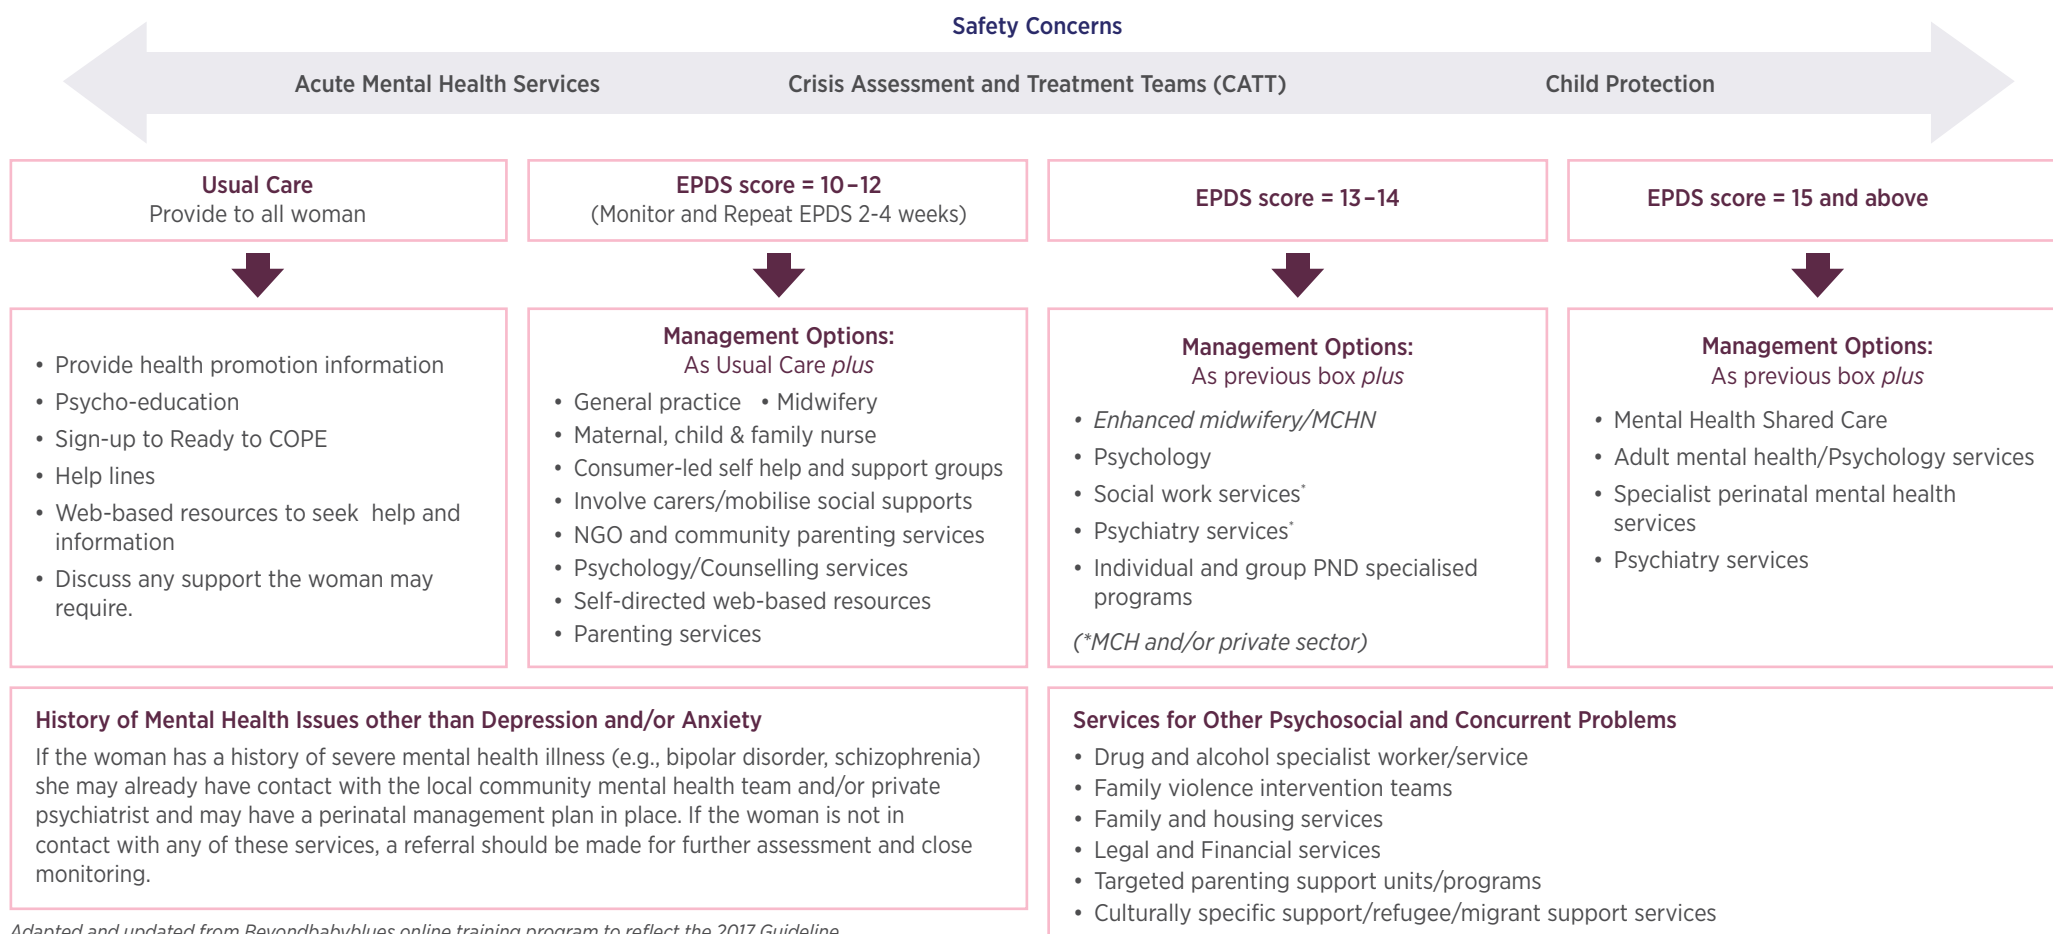 Safety Concerns
Acute Mental Health Services
Crisis Assessment and Treatment Teams (CATT)
Child Protection
Usual Care
Provide to all woman
EPDS score = 10–12
(Monitor and Repeat EPDS 2-4 weeks)
EPDS score = 13–14
EPDS score = 15 and above
• Provide health promotion information
• Psycho-education
• Sign-up to Ready to COPE
• Help lines
• Web-based resources to seek help and
information
• Discuss any support the woman may
require.
Management Options:
As Usual Care plus
• General practice • Midwifery
• Maternal, child & family nurse
• Consumer-led self help and support groups
• Involve carers/mobilise social supports
• NGO and community parenting services
• Psychology/Counselling services
• Self-directed web-based resources
• Parenting services
Management Options:
As previous box plus
• Enhanced midwifery/MCHN
• Psychology
• Social work services*
• Psychiatry services*
• Individual and group PND specialised
programs
(*MCH and/or private sector)
Management Options:
As previous box plus
• Mental Health Shared Care
• Adult mental health/Psychology services
• Specialist perinatal mental health
services
• Psychiatry services
History of Mental Health Issues other than Depression and/or Anxiety
If the woman has a history of severe mental health illness (e.g., bipolar disorder, schizophrenia)
she may already have contact with the local community mental health team and/or private
psychiatrist and may have a perinatal management plan in place. If the woman is not in
contact with any of these services, a referral should be made for further assessment and close
monitoring.
Services for Other Psychosocial and Concurrent Problems
• Drug and alcohol specialist worker/service
• Family violence intervention teams
• Family and housing services
• Legal and Financial services
• Targeted parenting support units/programs
• Culturally specific support/refugee/migrant support services
Adapted and updated from Beyondbabyblues online training program to reflect the 2017 Guideline